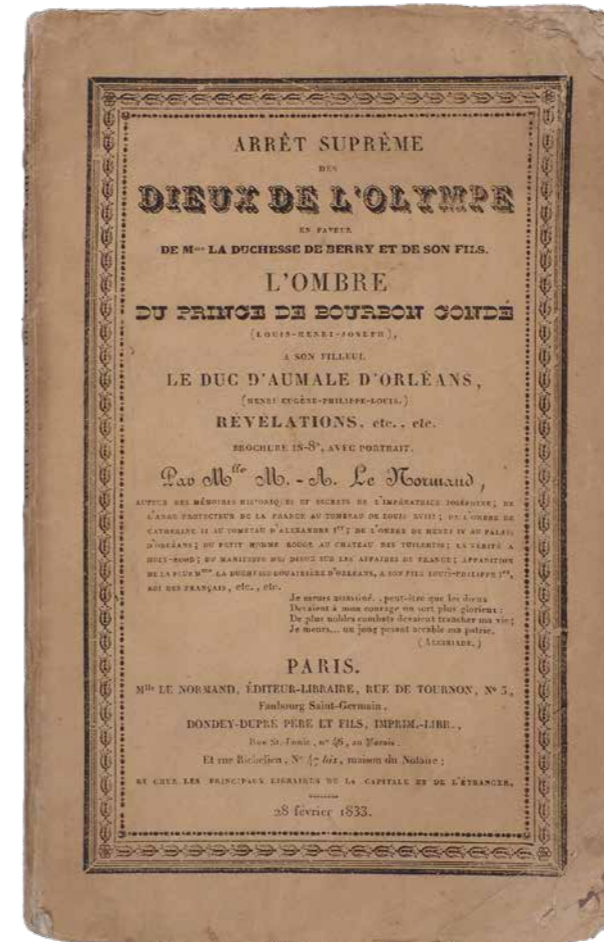 ARRÊT SUPRÊME
DES
DIEUX DE L'OLYMPE
EN FAVEUR
DE Mme LA DUCHESSE DE BERRY ET DE SON FILS.
L'OMBRE
DU PRINCE DE BOURBON CONDÉ
(LOUIS-HENRI-JOSEPH),
A SON FILLEUL
LE DUC D'AUMALE D'ORLÉANS,
(HENRI EUGÈNE-PHILIPPE-LOUIS.)
RÉVELATIONS, etc., etc.
BROCHURE IN-8°, AVEC PORTRAIT.
Par Mlle M.-A. Le Normand,
AUTEUR DES MÉMOIRES HISTORIQUES ET SECRETS DE L'IMPÉRATRICE JOSÉPHINE; DE
L'ANGE PROTECTEUR DE LA FRANCE AU TOMBEAU DE LOUIS XVIII; DE L'OMBRE DE
CATHERINE II AU TOMBEAU D'ALEXANDRE Ier; DE L'OMBRE DE HENRI IV AU PALAIS
D'ORLÉANS; DU PETIT HOMME ROUGE AU CHATEAU DES TUILERIES; LA VÉRITÉ A
HOLY-ROOD; DU MANIFESTE DES DIEUX SUR LES AFFAIRES DE FRANCE; APPARITION
DE LA FEUE Mme LA DUCHESSE DOUAIRIÈRE D'ORLÉANS, A SON FILS LOUIS-PHILIPPE Ier,
ROI DES FRANÇAIS, etc., etc.
Je meurs assassiné, peut-être que les dieux
Devaient à mon courage un sort plus glorieux:
De plus nobles combats devaient trancher ma vie;
Je meurs... un joug pesant accable ma patrie.
(ALCIBIADE.)
PARIS.
Mlle LE NORMAND, ÉDITEUR-LIBRAIRE, RUE DE TOURNON, N° 5,
Faubourg Saint-Germain.
DONDEY-DUPRÉ PÈRE ET FILS, IMPRIM.-LIBR.,
Rue St. Louis, n° 46, au Marais.
Et rue Richelieu, N° 47 bis, maison du Notaire;
ET CHEZ LES PRINCIPAUX LIBRAIRES DE LA CAPITALE ET DE L'ÉTRANGER.
28 février 1833.